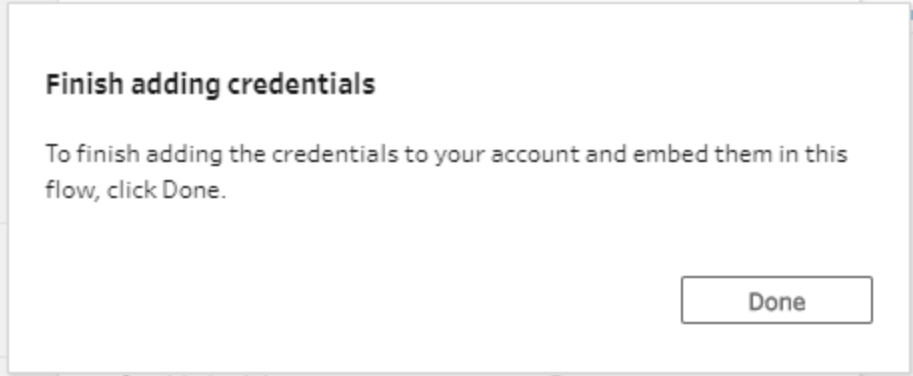 Finish adding credentials
To finish adding the credentials to your account and embed them in this
flow, click Done.
Done